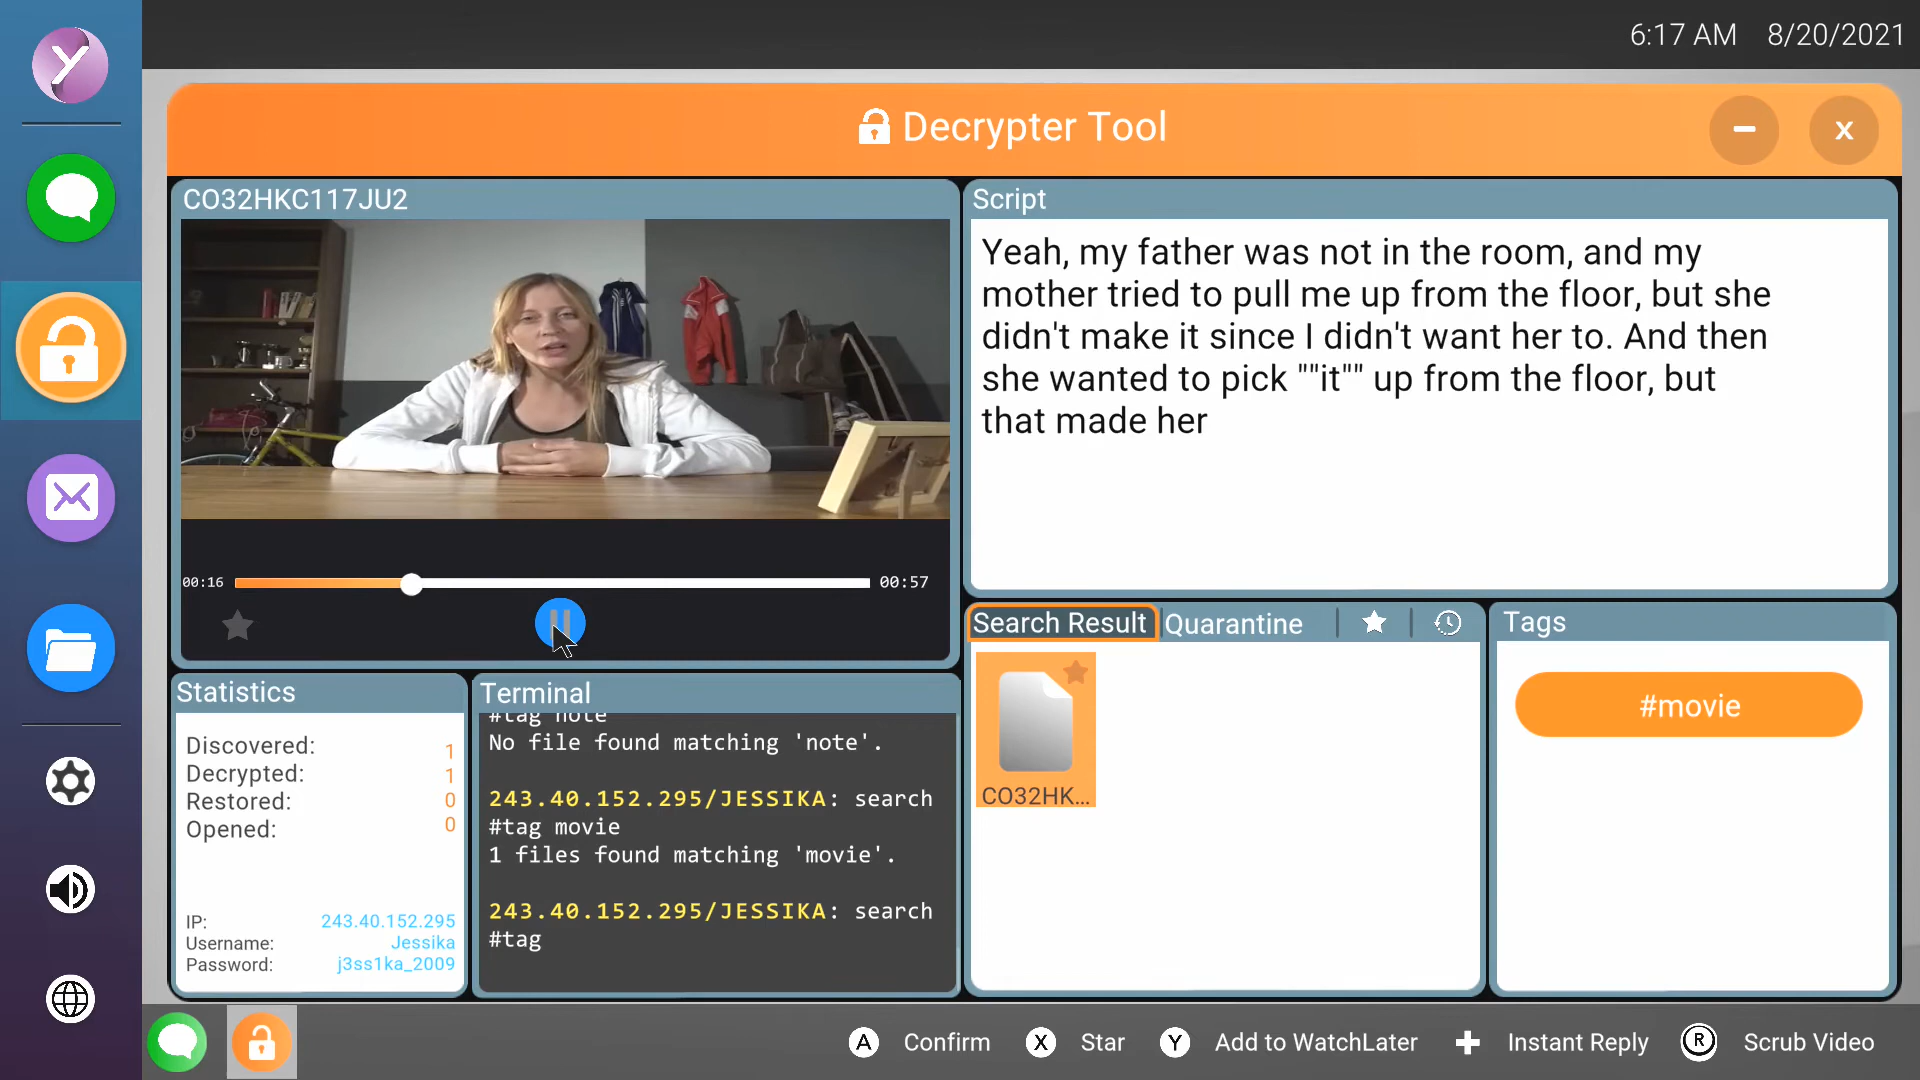 6:17 AM 8/20/2021
Decrypter Tool
CO32HKC117JU2
00:16
00:57
Script
Yeah, my father was not in the room, and my
mother tried to pull me up from the floor, but she
didn't make it since I didn't want her to. And then
she wanted to pick ""it"" up from the floor, but
that made her
Statistics
Discovered: 1
Decrypted: 1
Restored: 0
Opened: 0
IP: 243.40.152.295
Username: Jessika
Password: j3ss1ka_2009
Terminal
#tag note
No file found matching 'note'.
243.40.152.295/JESSIKA: search
#tag movie
1 files found matching 'movie'.
243.40.152.295/JESSIKA: search
#tag
Search Result
Quarantine
CO32HK...
Tags
#movie
A Confirm X Star Y Add to WatchLater + Instant Reply R Scrub Video